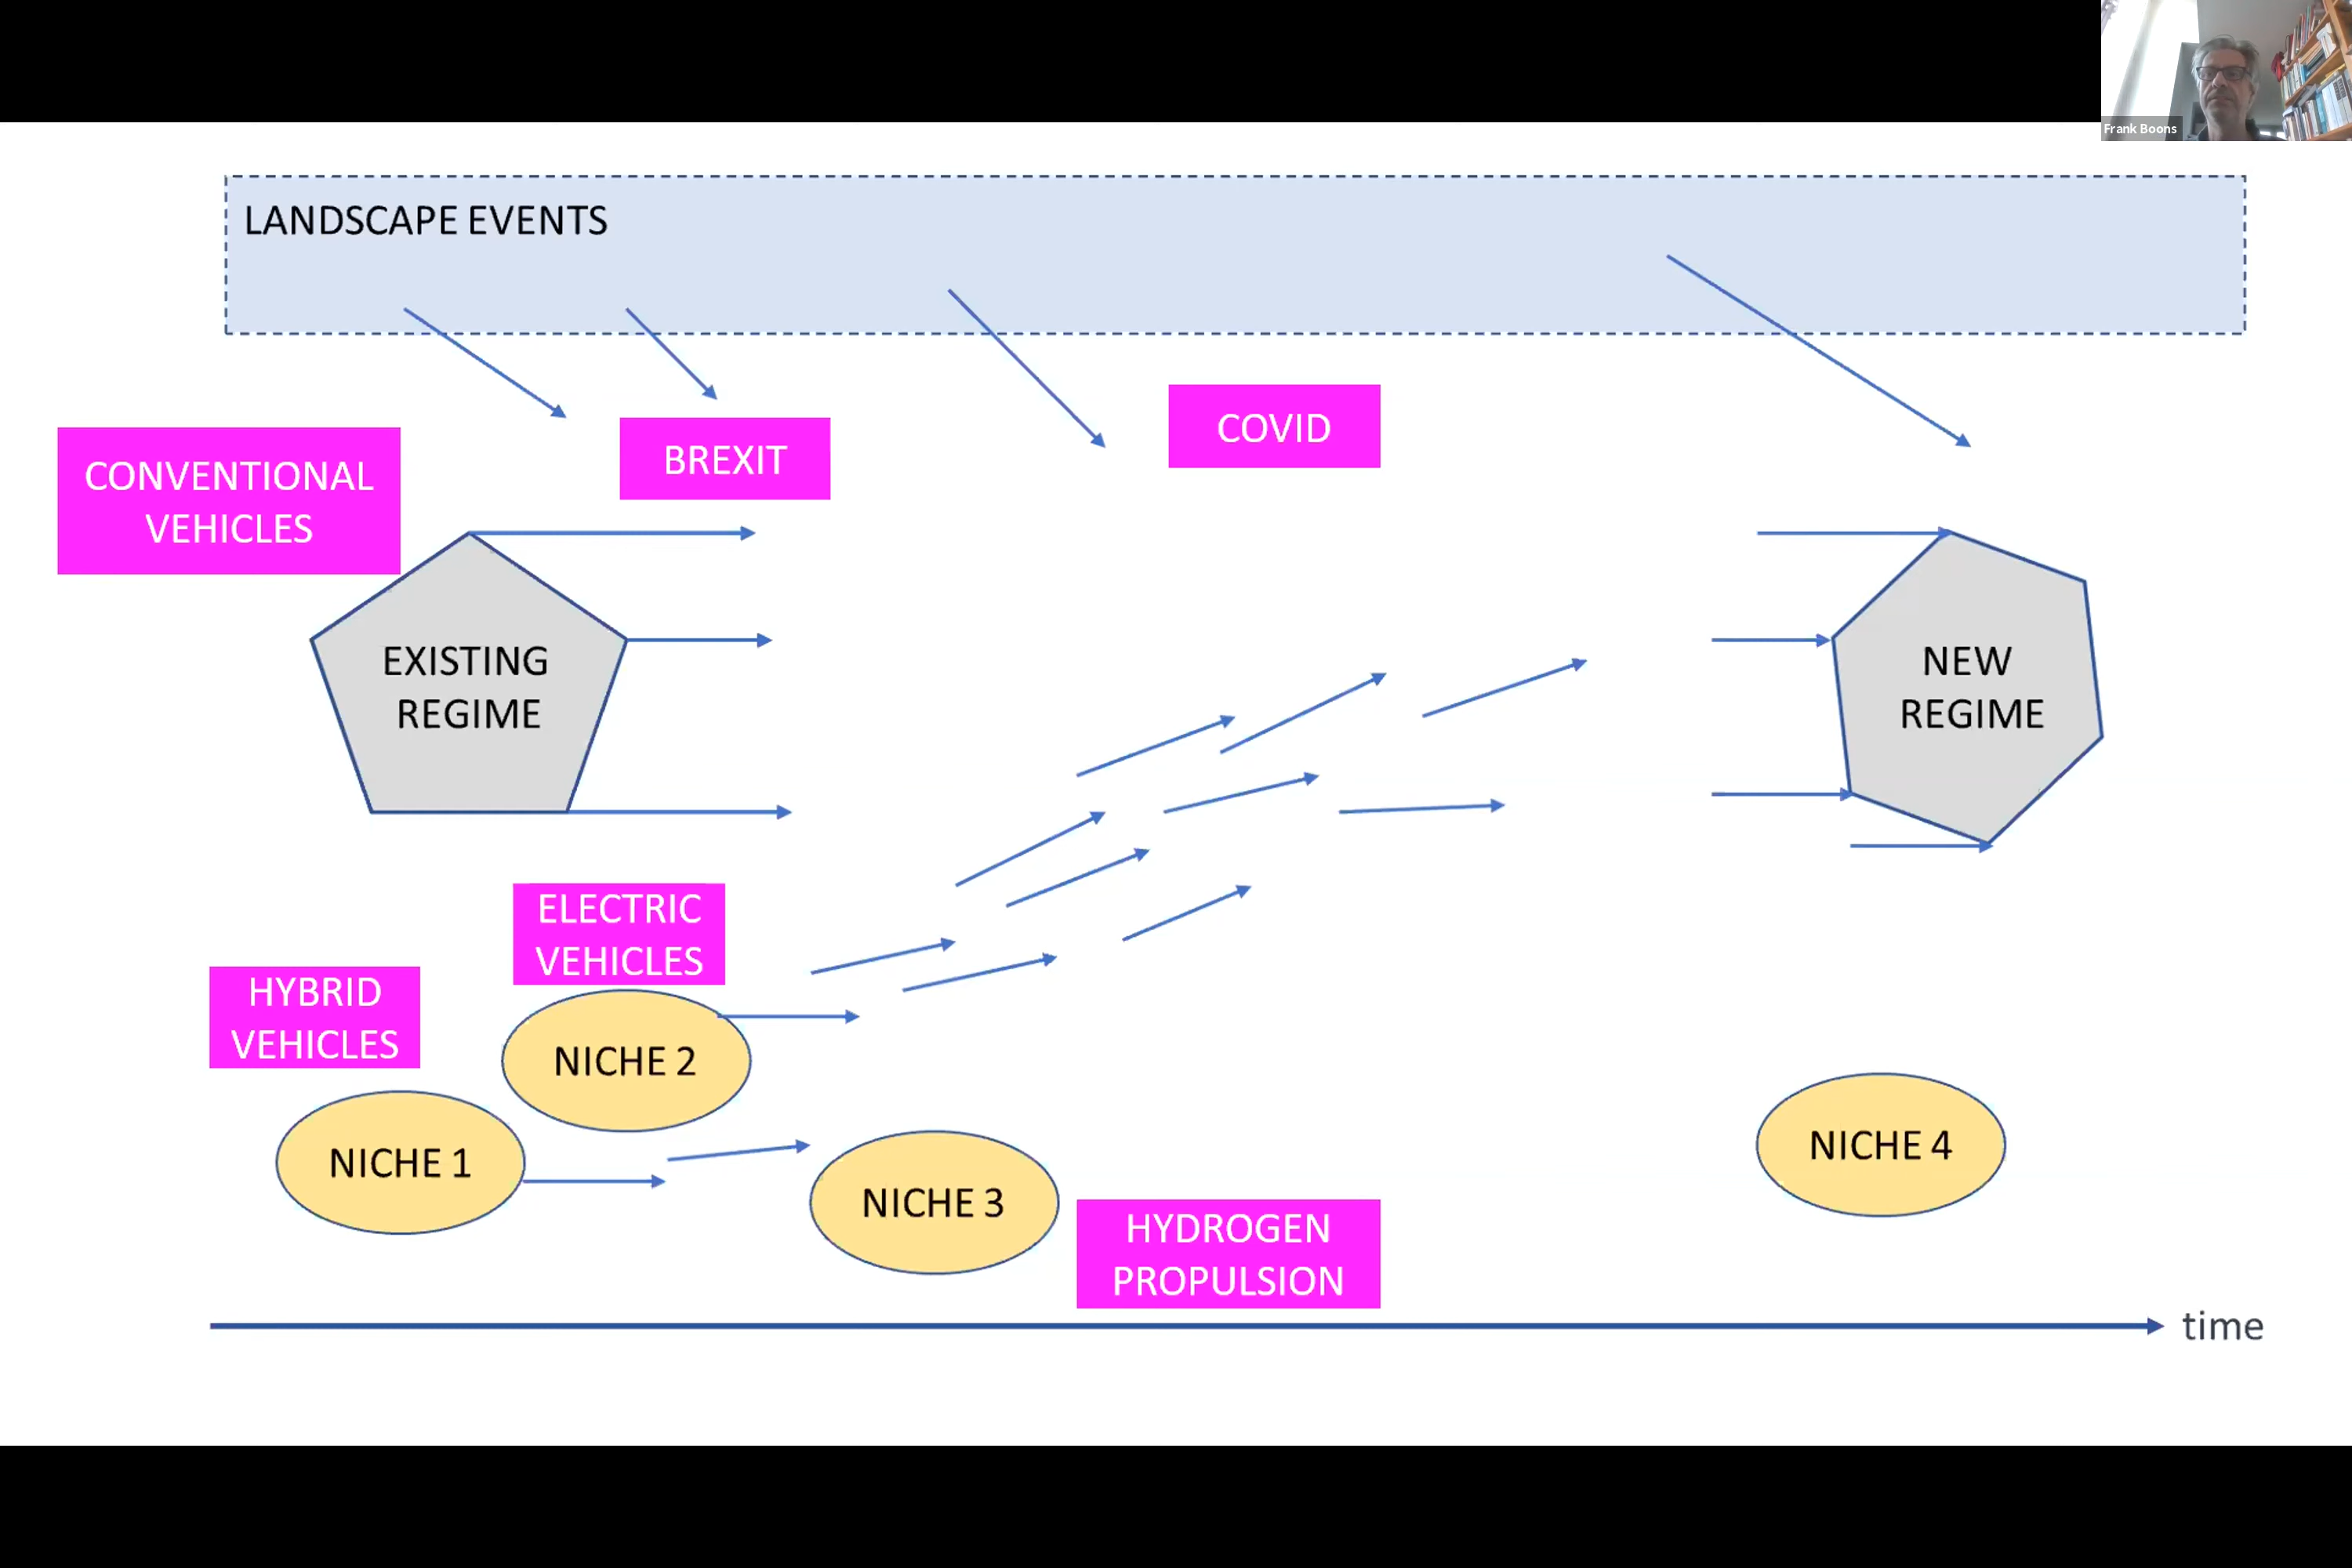 Frank Boons
LANDSCAPE EVENTS
CONVENTIONAL
VEHICLES
BREXIT
COVID
EXISTING
REGIME
NEW
REGIME
ELECTRIC
VEHICLES
HYBRID
VEHICLES
NICHE 2
NICHE 1
NICHE 3
NICHE 4
HYDROGEN
PROPULSION
time